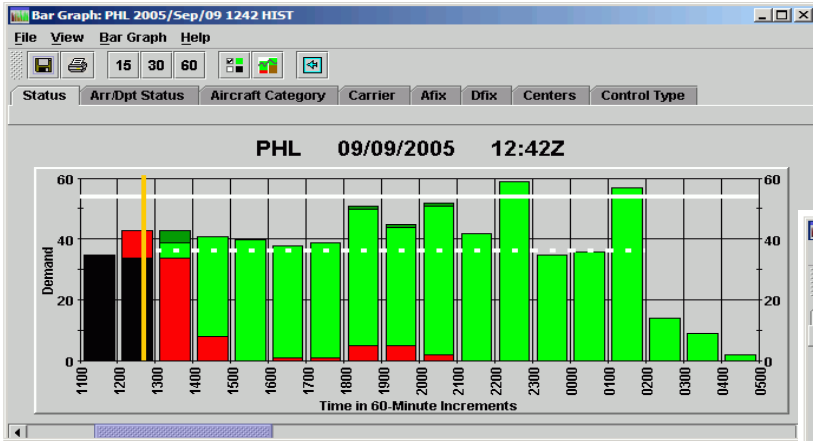 Bar Graph: PHL 2005/Sep/09 1242 HIST
File View Bar Graph Help
15 30 60
Status Arr/Dpt Status Aircraft Category Carrier Afix Dfix Centers Control Type
PHL 09/09/2005 12:42Z
60 60
40 40
Demand
20 20
0 0
1100 1200 1300 1400 1500 1600 1700 1800 1900 2000 2100 2200 2300 0000 0100 0200 0300 0400 0500
Time in 60-Minute Increments